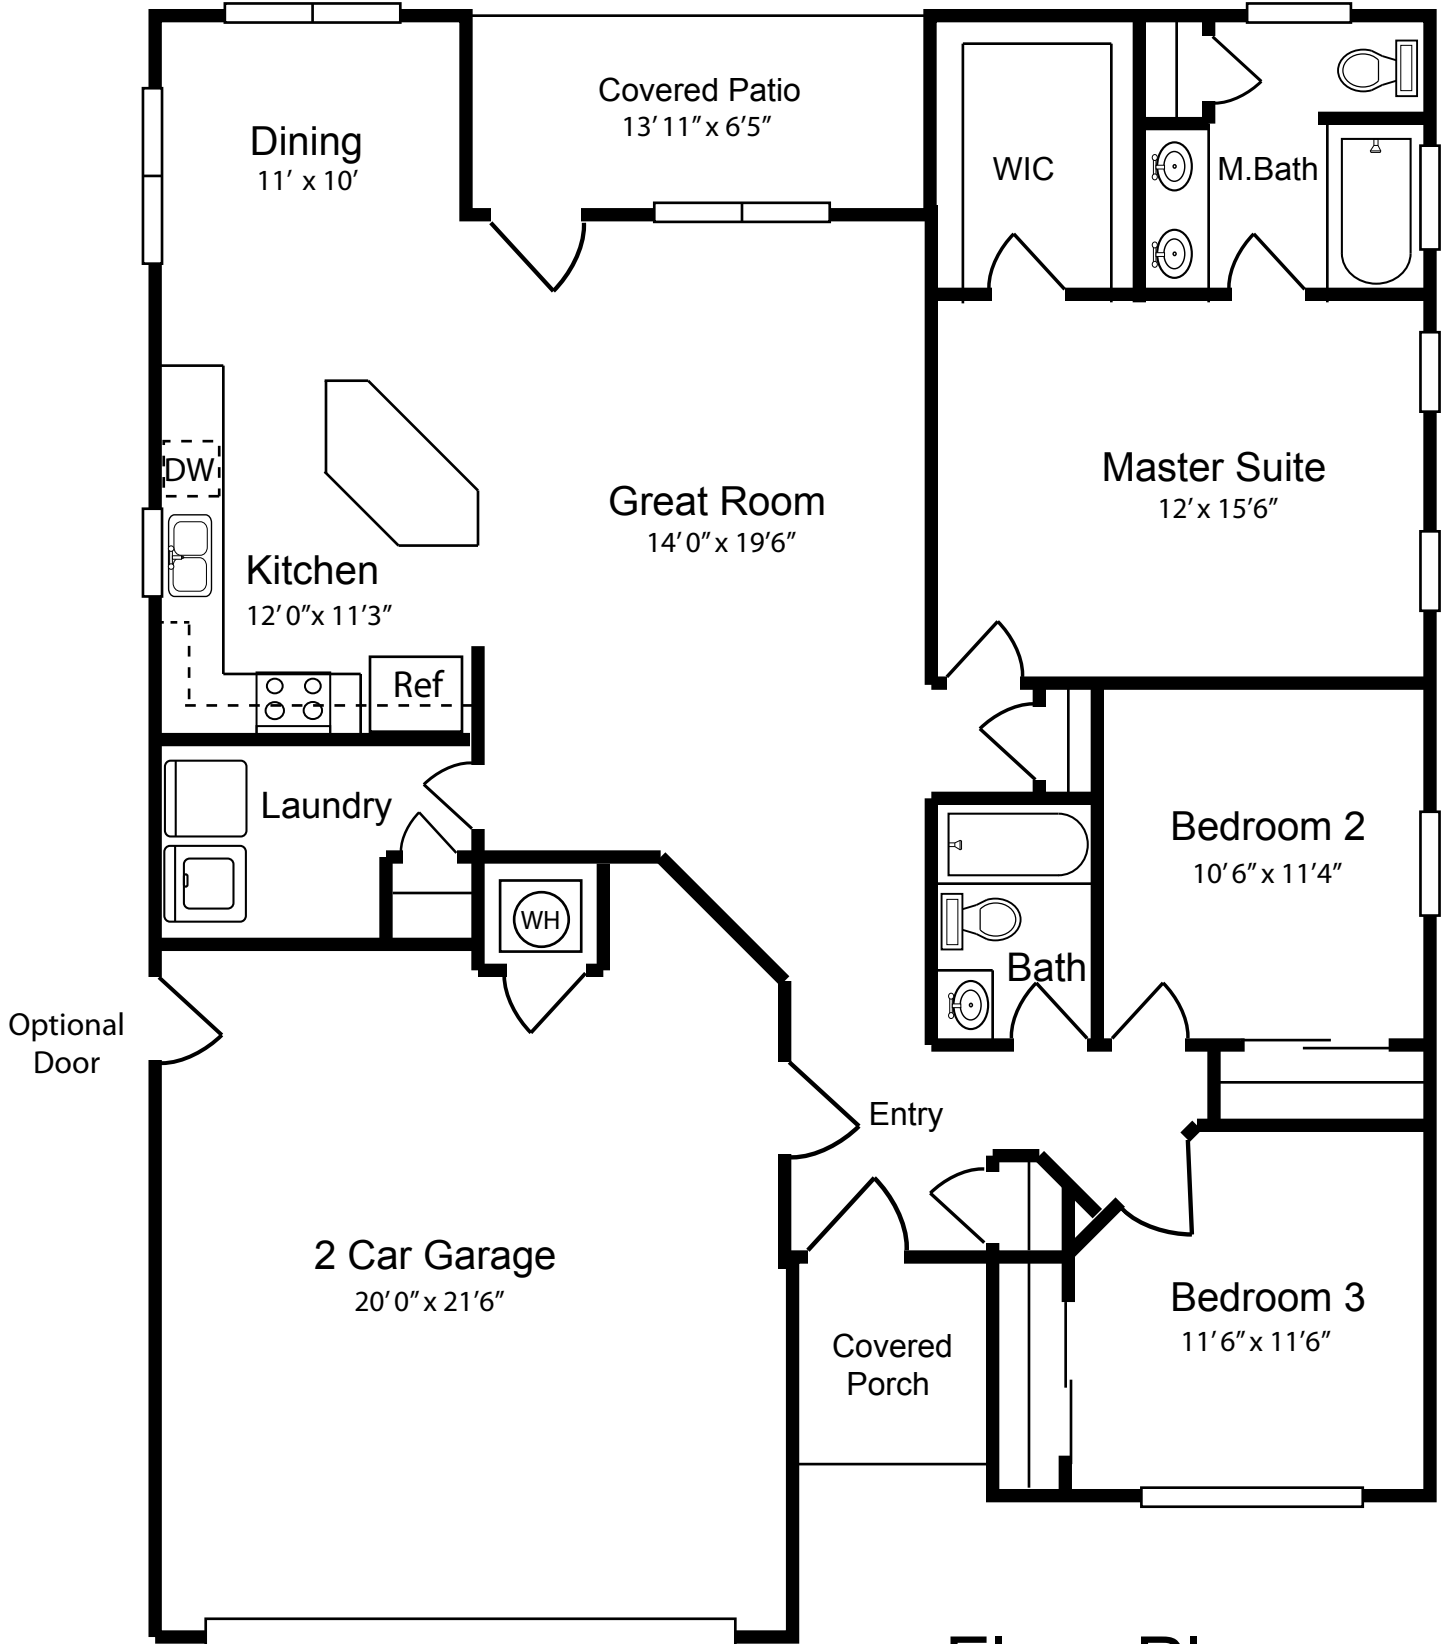 Covered Patio
13' 11" x 6'5"
Dining
11' x 10'
WIC
M.Bath
DW
Great Room
14' 0" x 19'6"
Master Suite
12' x 15'6"
Kitchen
12' 0"x 11'3"
Ref
Laundry
Bedroom 2
10' 6" x 11'4"
WH
Bath
Optional
Door
Entry
2 Car Garage
20' 0" x 21'6"
Bedroom 3
11' 6" x 11'6"
Covered
Porch